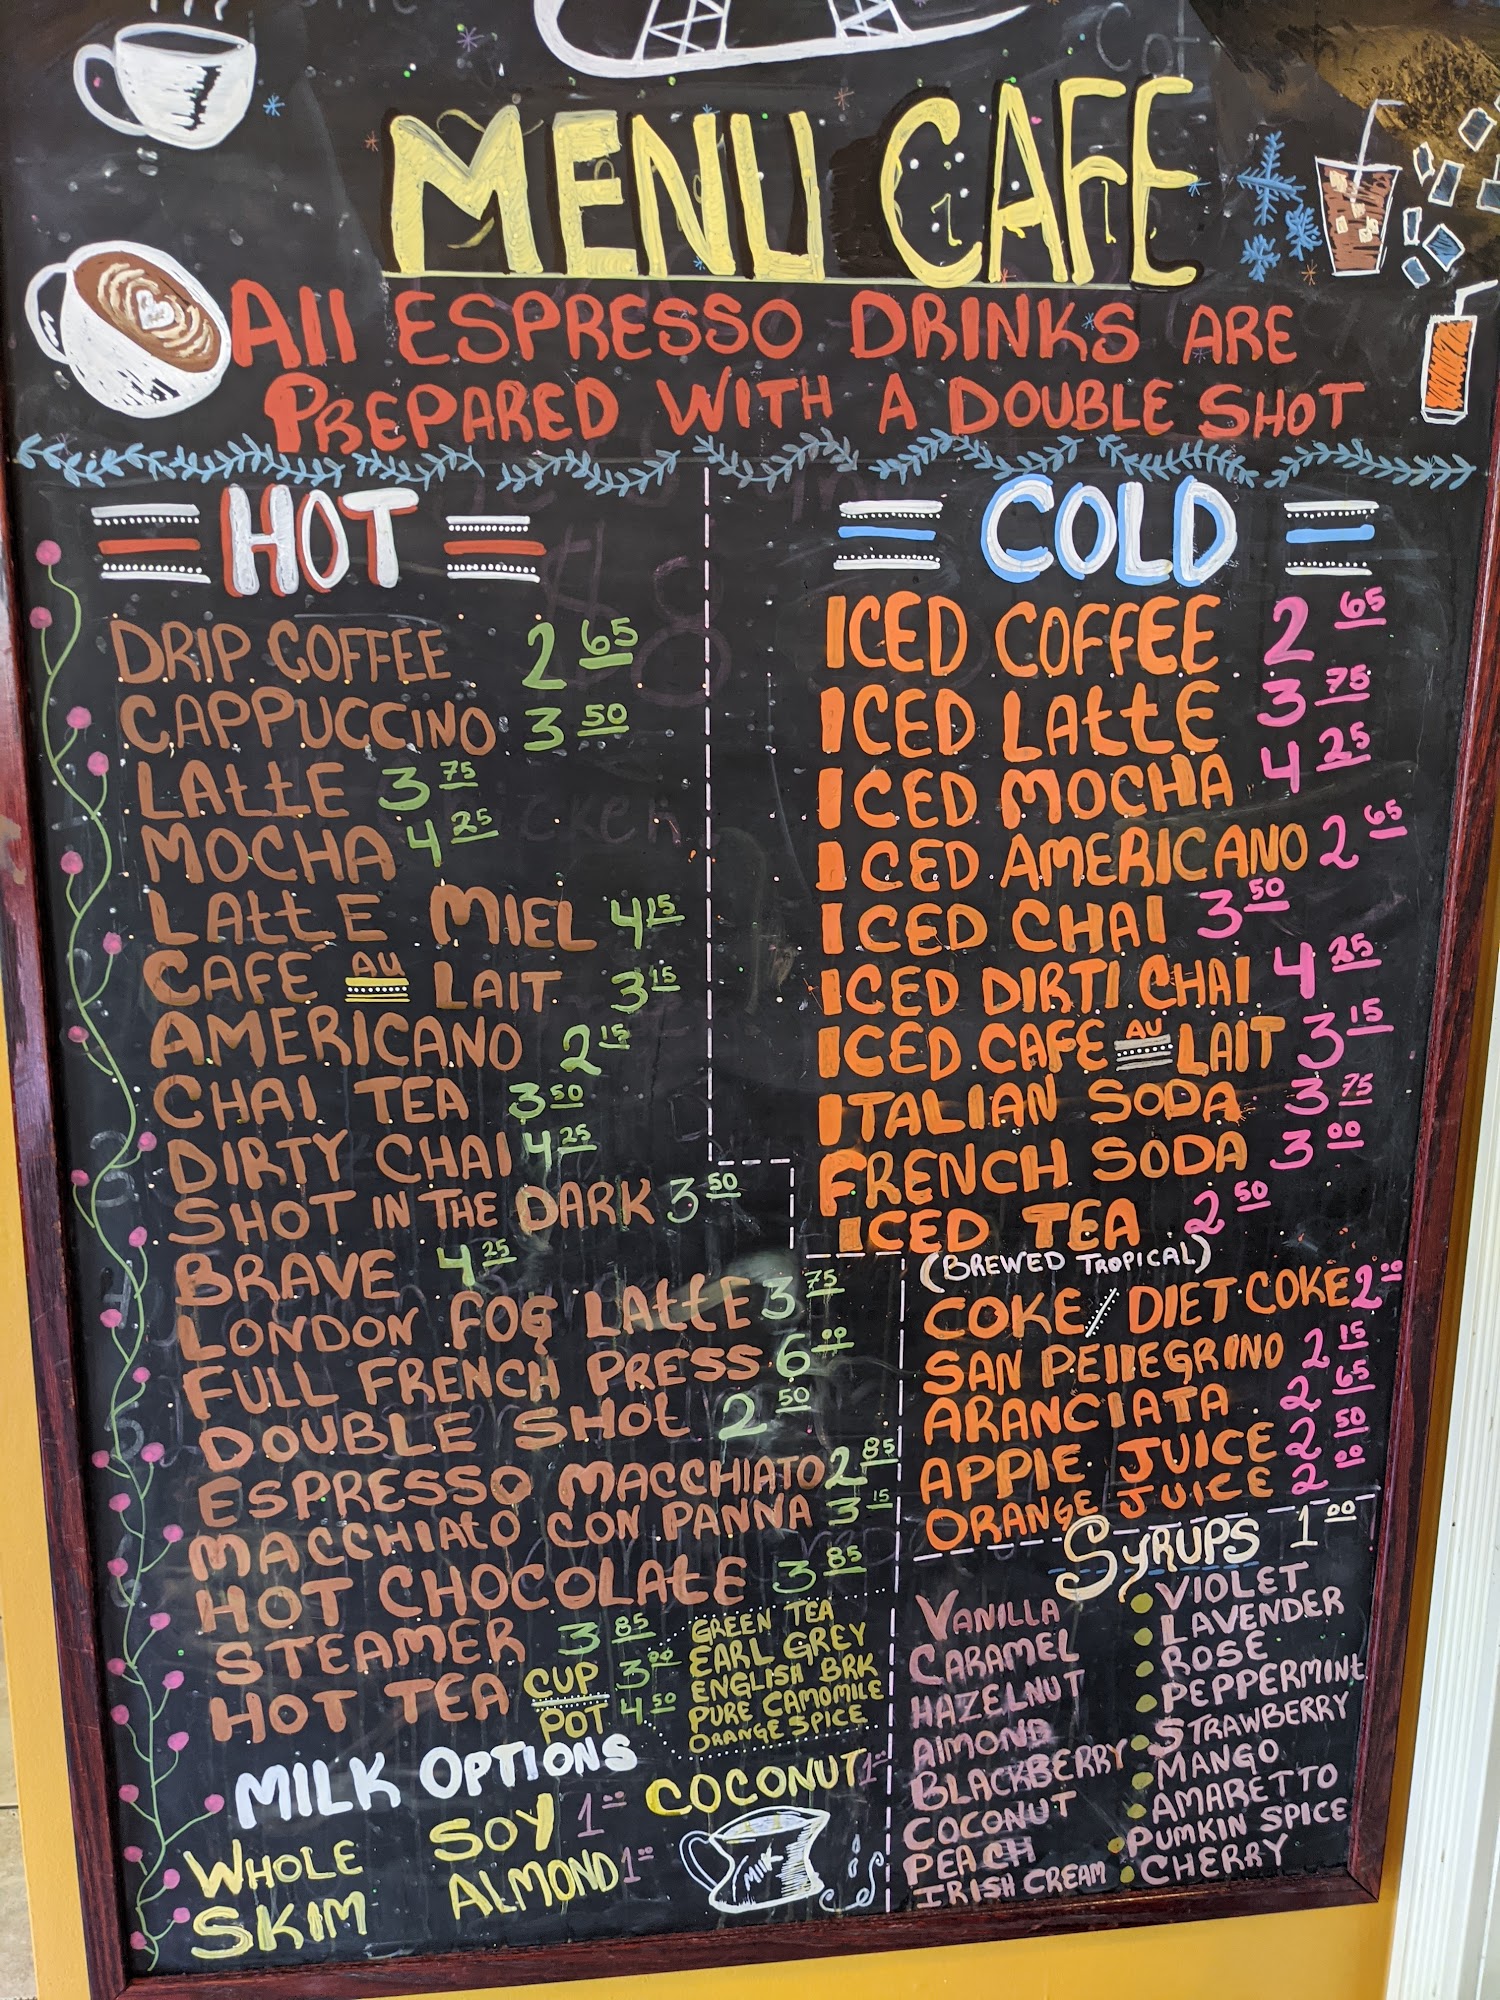 MENU CAFE
All ESPRESSO DRINKS ARE
PREPARED WITH A DOUBLE SHOT
HOT
DRIP COFFEE 2 65
CAPPUCCINO 3 50
LATTE 3 75
MOCHA 4 25
LATTE MIEL 4 15
CAFE AU LAIT 3 15
AMERICANO 2 15
CHAI TEA 3 50
DIRTY CHAI 4 25
SHOT IN THE DARK 3 50
BRAVE 4 25
LONDON FOG LATTE 3 75
FULL FRENCH PRESS 6 00
DOUBLE SHOT 2 50
ESPRESSO MACCHIATO 2 85
MACCHIATO CON PANNA 3 15
HOT CHOCOLATE 3 85
STEAMER 3 85
HOT TEA CUP 3 00
POT 4 50
GREEN TEA
EARL GREY
ENGLISH BRK
PURE CAMOMILE
ORANGE SPICE
MILK OPTIONS
WHOLE
SKIM
SOY 1 00
ALMOND 1 00
COCONUT 1 00
MILK
COLD
ICED COFFEE 2 65
ICED LATTE 3 75
ICED MOCHA 4 25
ICED AMERICANO 2 65
ICED CHAI 3 50
ICED DIRTI CHAI 4 25
ICED CAFE AU LAIT 3 15
ITALIAN SODA 3 75
FRENCH SODA 3 00
ICED TEA 2 50
(BREWED TROPICAL)
COKE/DIET COKE 2 00
SAN PEllEGRINO 2 15
ARANCIATA 2 65
APPlE JUICE 2 50
ORANGE JUICE 2 00
SYRUPS 1 00
VANILLA
CARAMEL
HAZELNUT
AlMOND
BLACKBERRY
COCONUT
PEACH
IRISH CREAM
VIOLET
LAVENDER
ROSE
PEPPERMINT
STRAWBERRY
MANGO
AMARETTO
PUMKIN SPICE
CHERRY